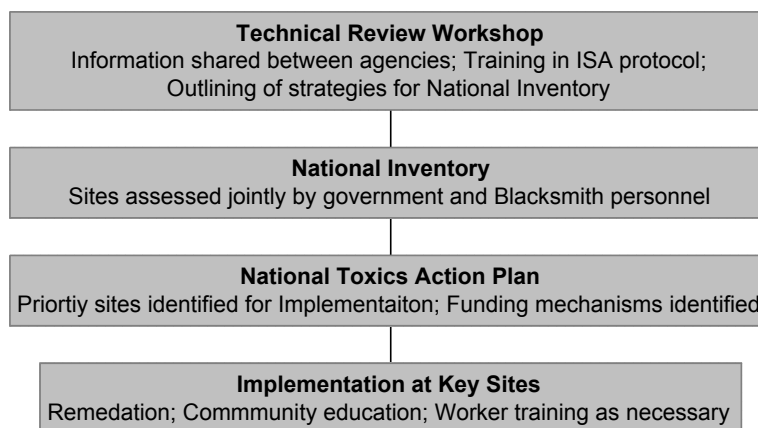 Technical Review Workshop
Information shared between agencies; Training in ISA protocol;
Outlining of strategies for National Inventory
National Inventory
Sites assessed jointly by government and Blacksmith personnel
National Toxics Action Plan
Priortiy sites identified for Implementaiton; Funding mechanisms identified
Implementation at Key Sites
Remedation; Commmunity education; Worker training as necessary